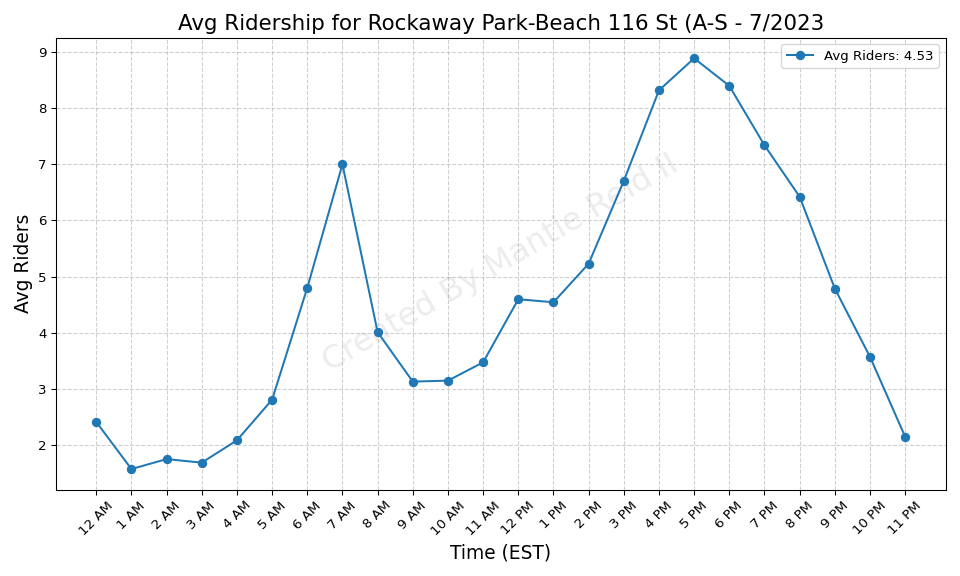 Avg Ridership for Rockaway Park-Beach 116 St (A-S - 7/2023
Avg Riders: 4.53
9
8
7
6
5
4
3
2
Avg Riders
Created By Mantle Reid II
12 AM
1 AM
2 AM
3 AM
4 AM
5 AM
6 AM
7 AM
8 AM
9 AM
10 AM
11 AM
12 PM
1 PM
2 PM
3 PM
4 PM
5 PM
6 PM
7 PM
8 PM
9 PM
10 PM
11 PM
Time (EST)